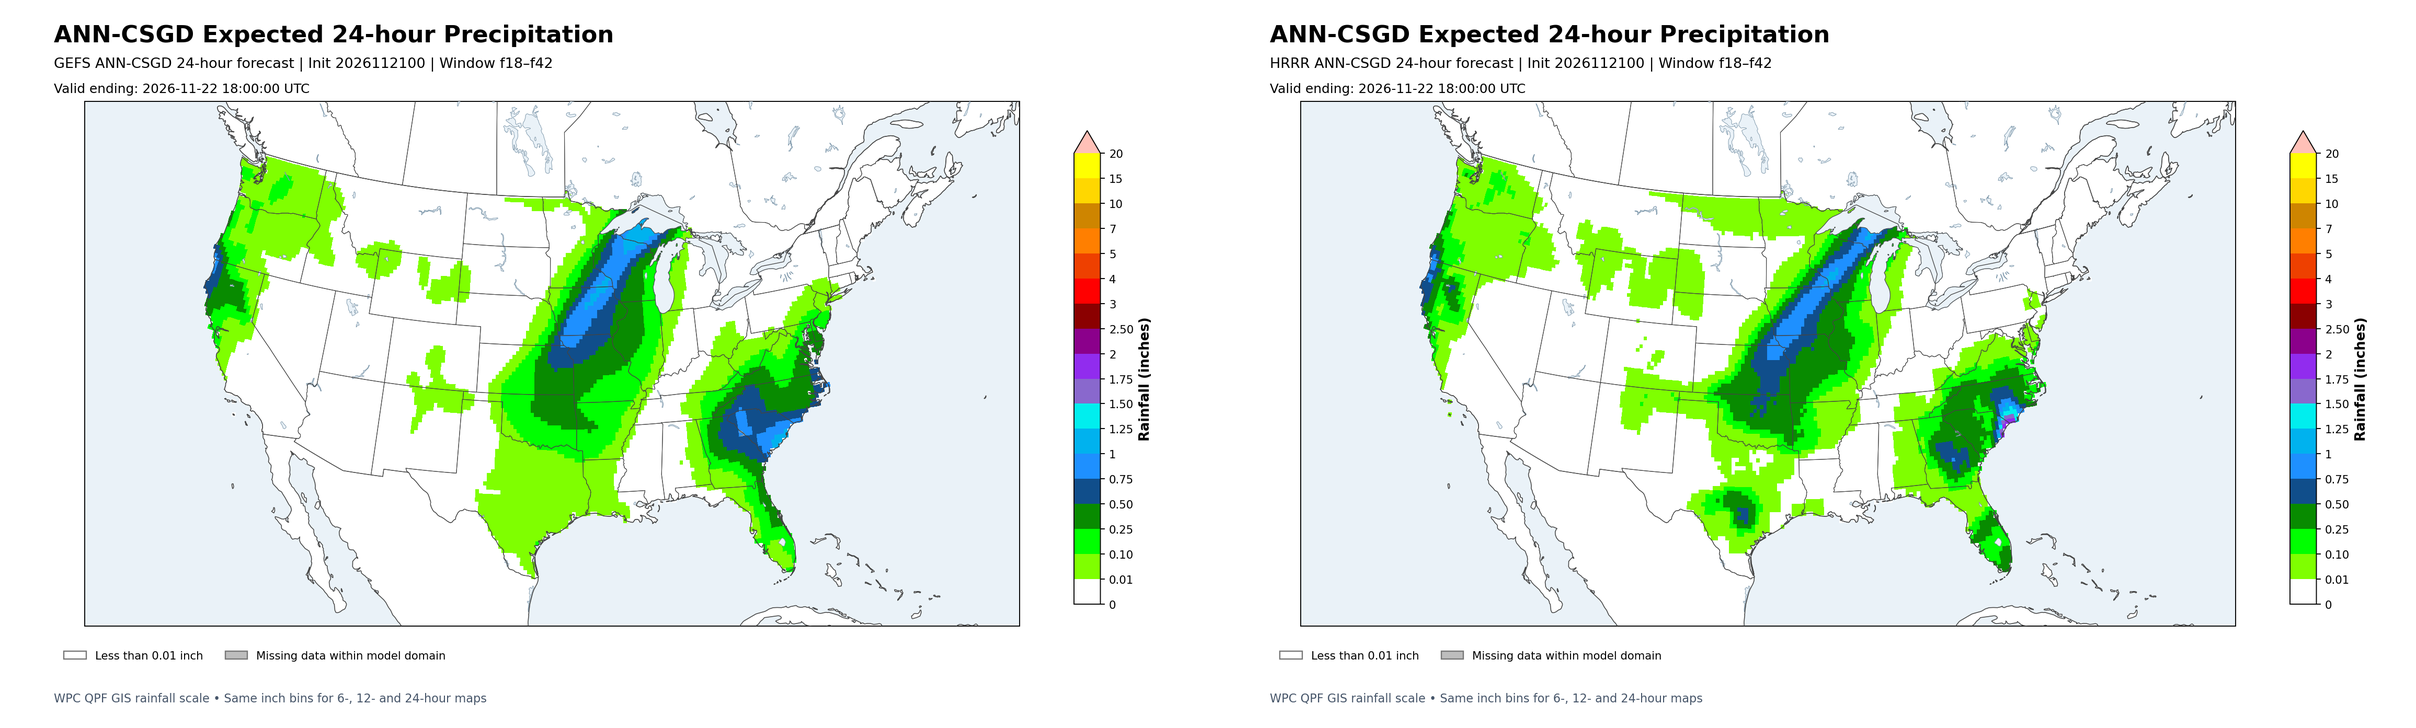 ANN-CSGD Expected 24-hour Precipitation
GEFS ANN-CSGD 24-hour forecast | Init 2026112100 | Window f18–f42
Valid ending: 2026-11-22 18:00:00 UTC
20
15
10
7
5
4
3
2.50
2
1.75
1.50
1.25
1
0.75
0.50
0.25
0.10
0.01
0
Rainfall (inches)
Less than 0.01 inch
Missing data within model domain
WPC QPF GIS rainfall scale • Same inch bins for 6-, 12- and 24-hour maps
ANN-CSGD Expected 24-hour Precipitation
HRRR ANN-CSGD 24-hour forecast | Init 2026112100 | Window f18–f42
Valid ending: 2026-11-22 18:00:00 UTC
20
15
10
7
5
4
3
2.50
2
1.75
1.50
1.25
1
0.75
0.50
0.25
0.10
0.01
0
Rainfall (inches)
Less than 0.01 inch
Missing data within model domain
WPC QPF GIS rainfall scale • Same inch bins for 6-, 12- and 24-hour maps